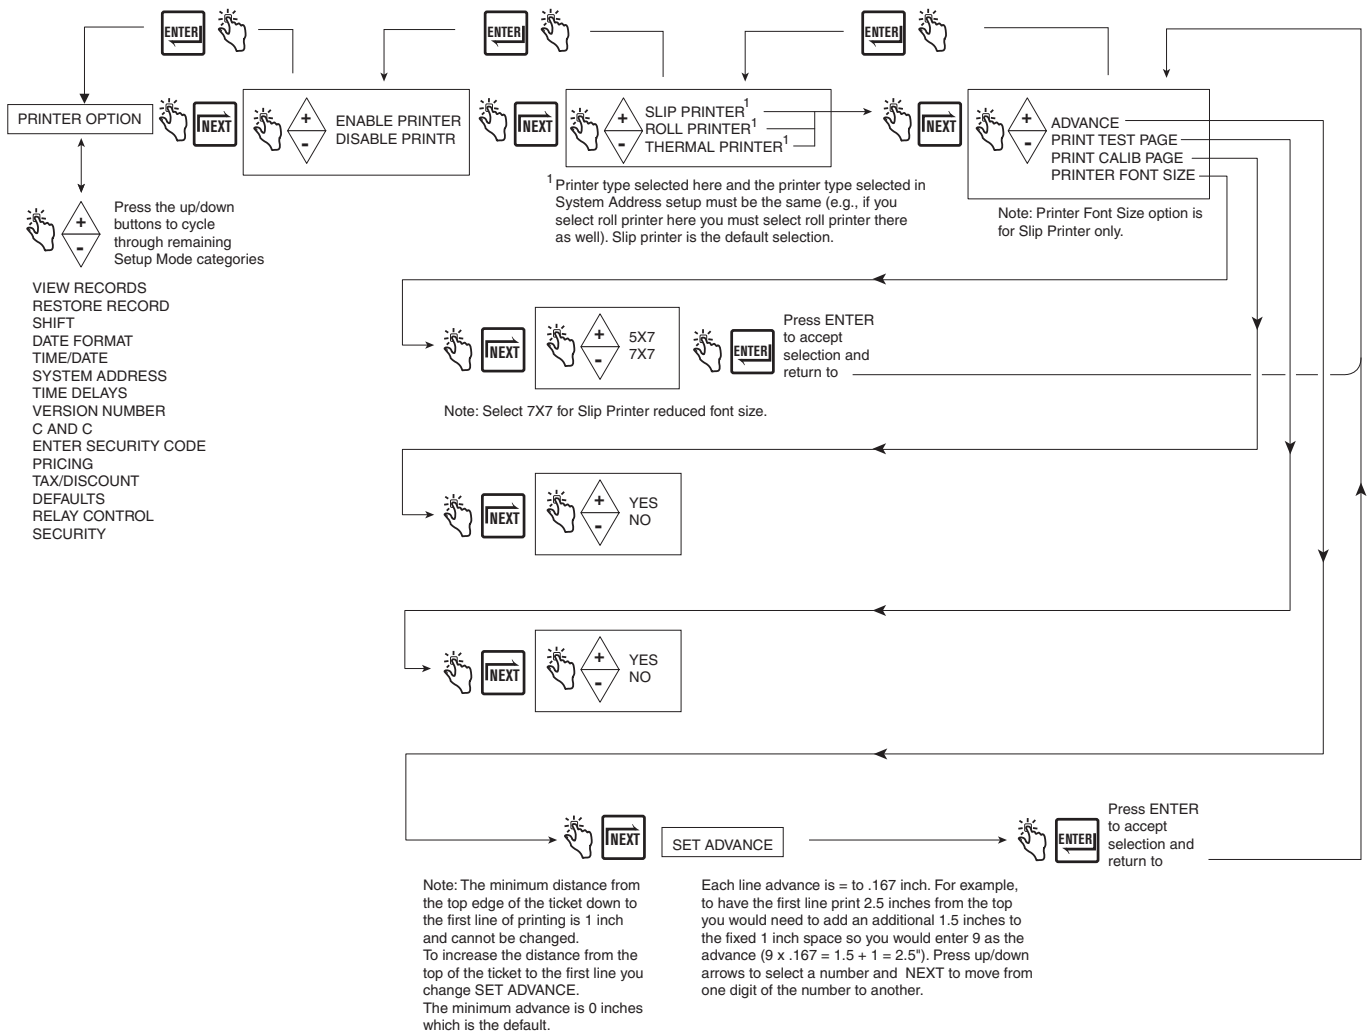 ENTER
ENTER
ENTER
PRINTER OPTION
NEXT
+
-
ENABLE PRINTER
DISABLE PRINTR
NEXT
+
-
SLIP PRINTER1
ROLL PRINTER1
THERMAL PRINTER1
NEXT
+
-
ADVANCE
PRINT TEST PAGE
PRINT CALIB PAGE
PRINTER FONT SIZE
1 Printer type selected here and the printer type selected in
System Address setup must be the same (e.g., if you
select roll printer here you must select roll printer there
as well). Slip printer is the default selection.
Note: Printer Font Size option is
for Slip Printer only.
+
-
Press the up/down
buttons to cycle
through remaining
Setup Mode categories
VIEW RECORDS
RESTORE RECORD
SHIFT
DATE FORMAT
TIME/DATE
SYSTEM ADDRESS
TIME DELAYS
VERSION NUMBER
C AND C
ENTER SECURITY CODE
PRICING
TAX/DISCOUNT
DEFAULTS
RELAY CONTROL
SECURITY
NEXT
+
-
5X7
7X7
ENTER
Press ENTER
to accept
selection and
return to
Note: Select 7X7 for Slip Printer reduced font size.
NEXT
+
-
YES
NO
NEXT
+
-
YES
NO
NEXT
SET ADVANCE
ENTER
Press ENTER
to accept
selection and
return to
Note: The minimum distance from
the top edge of the ticket down to
the first line of printing is 1 inch
and cannot be changed.
To increase the distance from the
top of the ticket to the first line you
change SET ADVANCE.
The minimum advance is 0 inches
which is the default.
Each line advance is = to .167 inch. For example,
to have the first line print 2.5 inches from the top
you would need to add an additional 1.5 inches to
the fixed 1 inch space so you would enter 9 as the
advance (9 x .167 = 1.5 + 1 = 2.5"). Press up/down
arrows to select a number and NEXT to move from
one digit of the number to another.